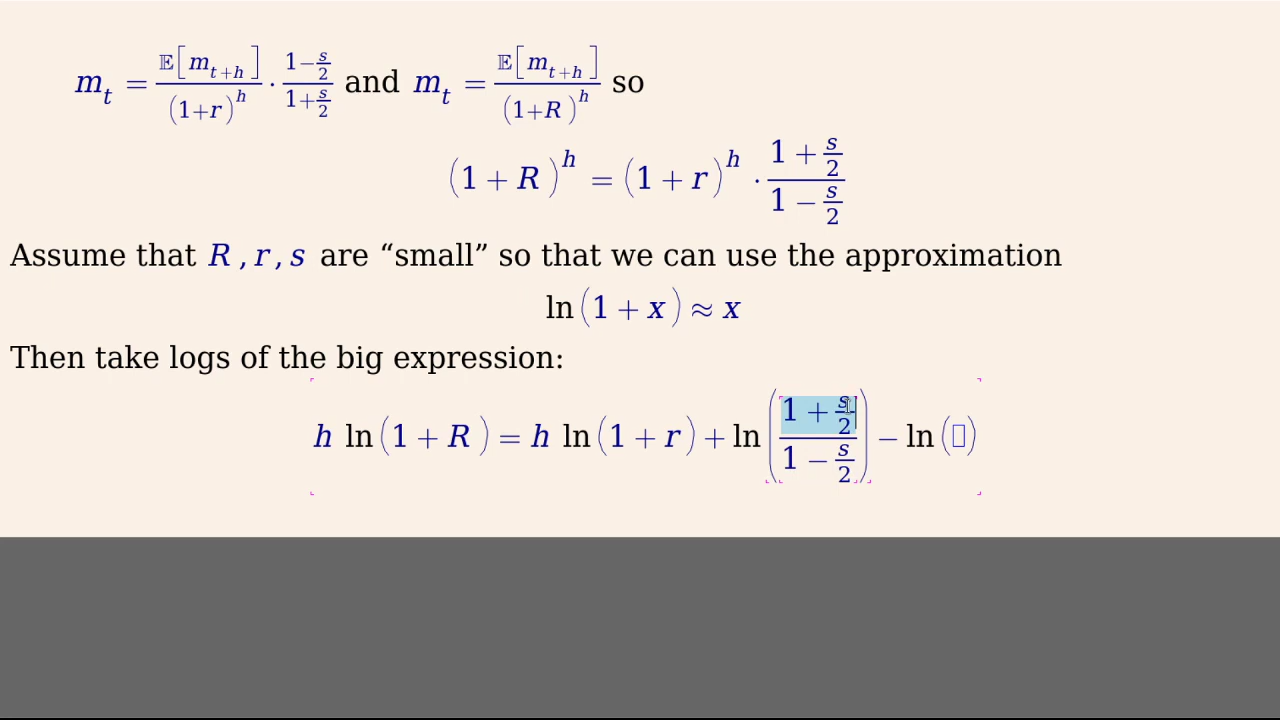 m_t = 𝔼[m_{t+h}]/(1+r)^h · (1−s/2)/(1+s/2) and m_t = 𝔼[m_{t+h}]/(1+R)^h so
(1 + R)^h = (1 + r)^h · (1 + s/2)/(1 − s/2)
Assume that R, r, s are “small” so that we can use the approximation
ln(1 + x) ≈ x
Then take logs of the big expression:
h ln(1 + R) = h ln(1 + r) + ln((1 + s/2)/(1 − s/2)) − ln(▯)